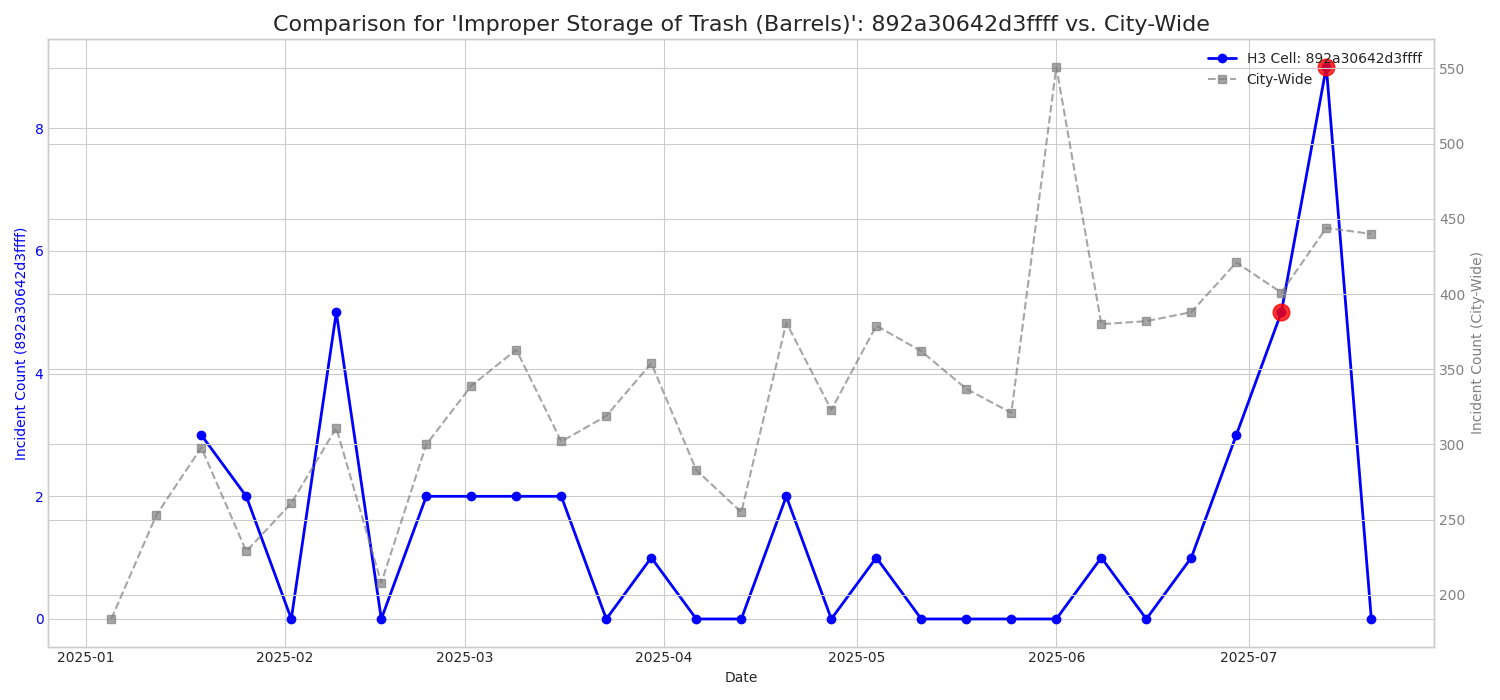 Comparison for 'Improper Storage of Trash (Barrels)': 892a30642d3ffff vs. City-Wide
H3 Cell: 892a30642d3ffff
City-Wide
Incident Count (892a30642d3ffff)
8
6
4
2
0
550
500
450
400
350
300
250
200
Incident Count (City-Wide)
2025-01 2025-02 2025-03 2025-04 2025-05 2025-06 2025-07
Date